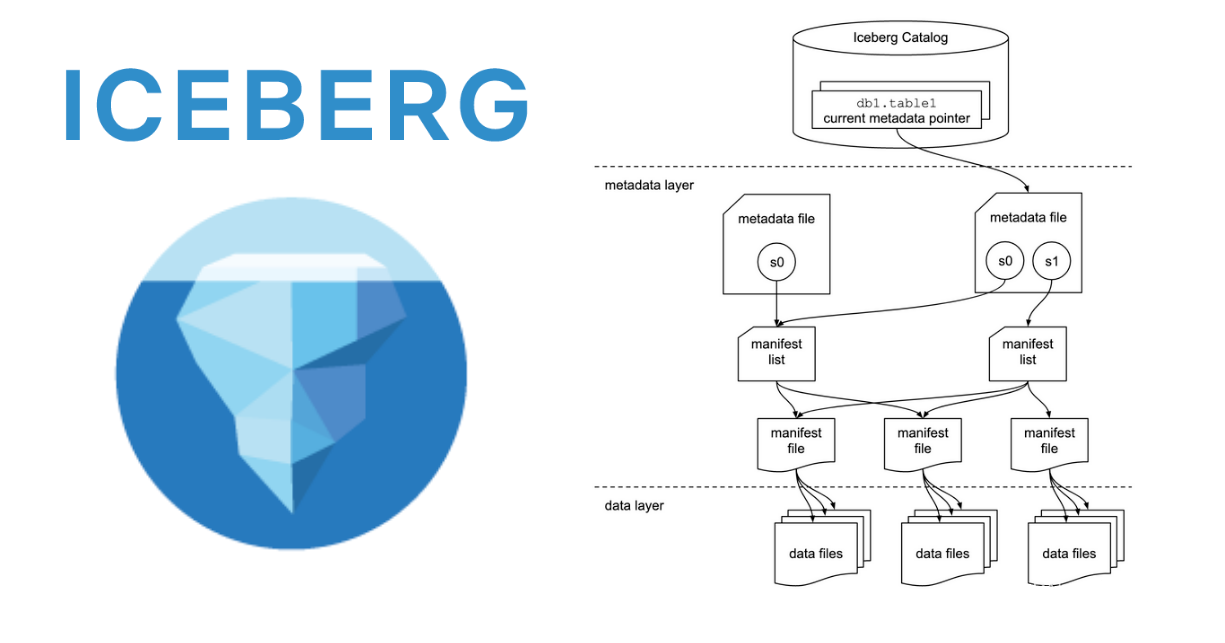 ICEBERG
Iceberg Catalog
db1.table1
current metadata pointer
metadata layer
metadata file
s0
metadata file
s0
s1
manifest
list
manifest
list
manifest
file
manifest
file
manifest
file
data layer
data files
data files
data files